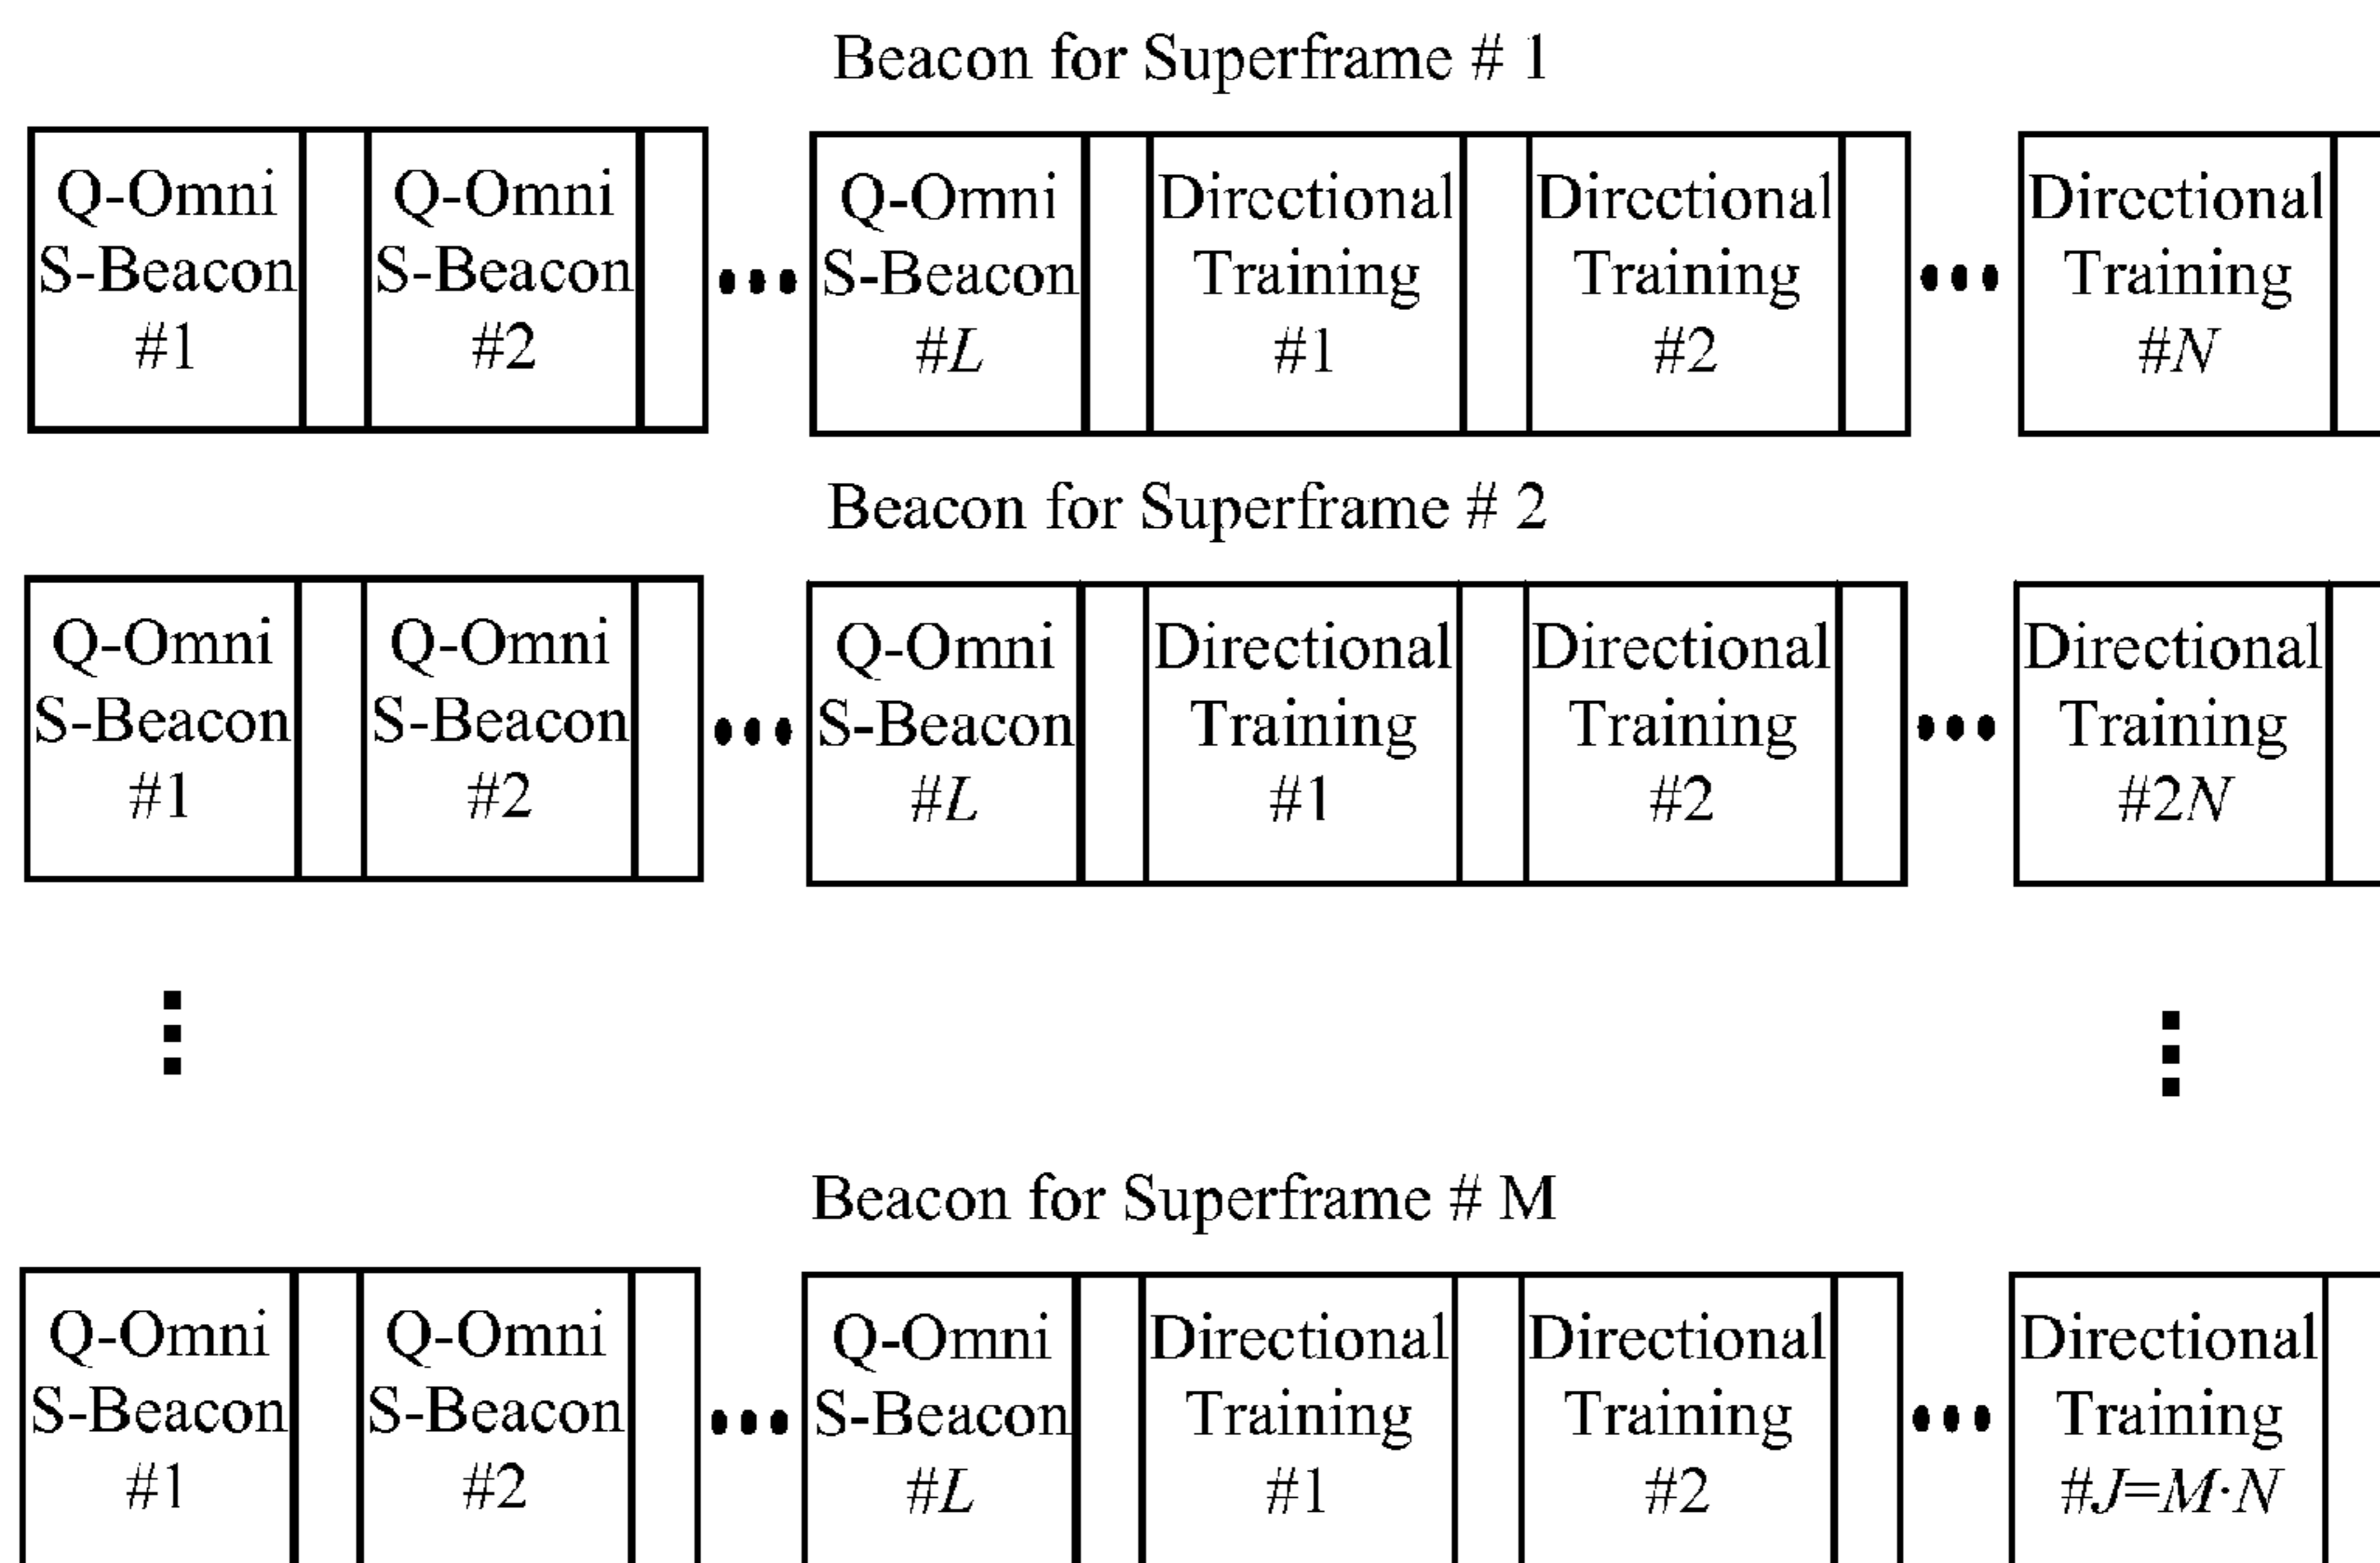 Beacon for Superframe # 1
Q-Omni
S-Beacon
#1
Q-Omni
S-Beacon
#2
Q-Omni
S-Beacon
#L
Directional
Training
#1
Directional
Training
#2
Directional
Training
#N
Beacon for Superframe # 2
Q-Omni
S-Beacon
#1
Q-Omni
S-Beacon
#2
Q-Omni
S-Beacon
#L
Directional
Training
#1
Directional
Training
#2
Directional
Training
#2N
Beacon for Superframe # M
Q-Omni
S-Beacon
#1
Q-Omni
S-Beacon
#2
Q-Omni
S-Beacon
#L
Directional
Training
#1
Directional
Training
#2
Directional
Training
#J=M·N